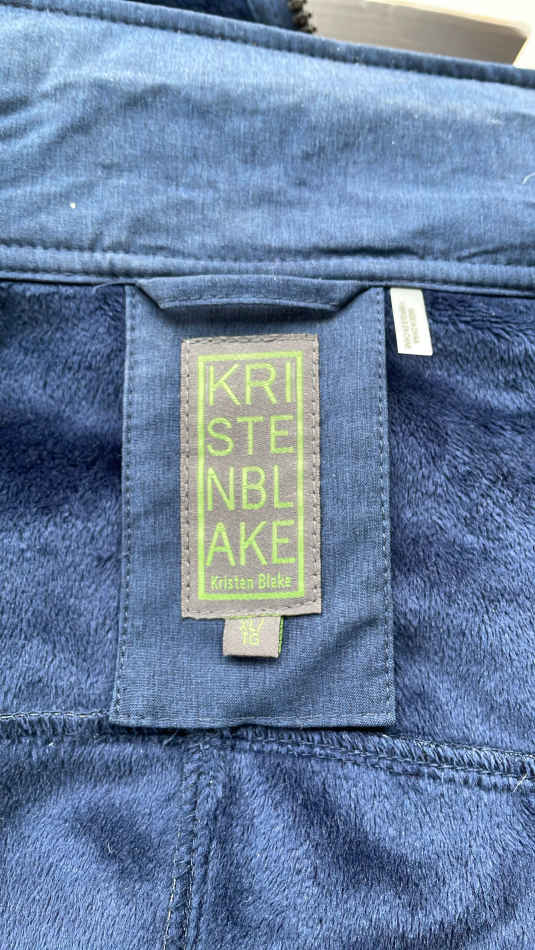 KRI
STE
NBL
AKE
Kristen Blake
XL/
TG